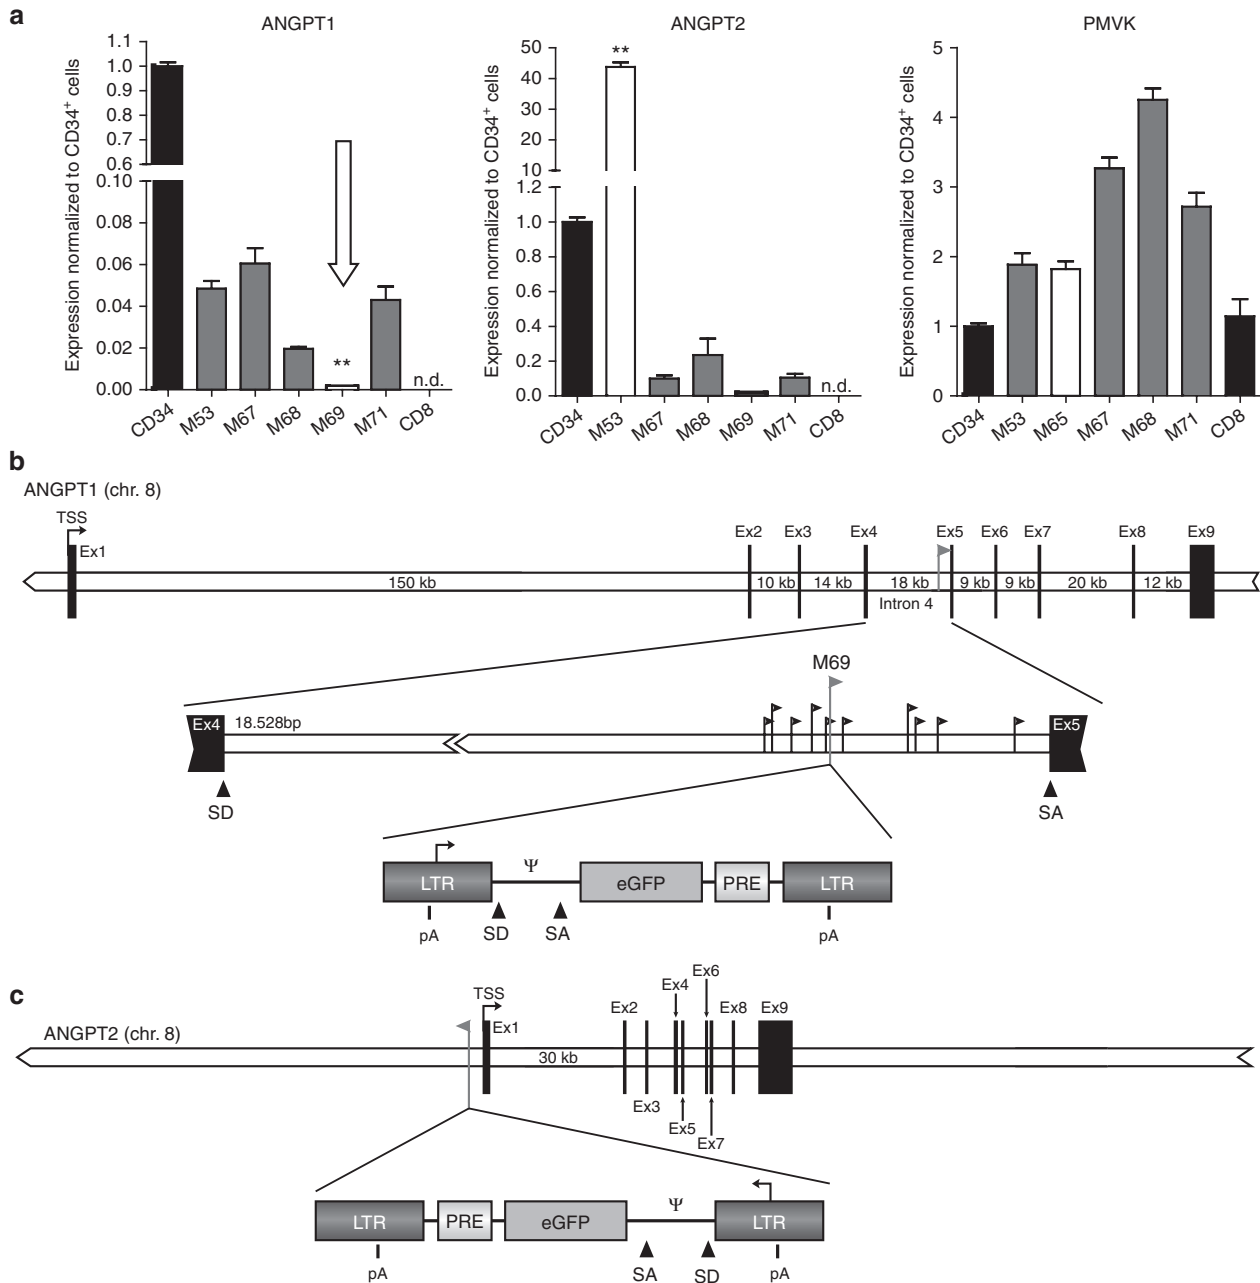 a
ANGPT1
ANGPT2
PMVK
Expression normalized to CD34+ cells
1.1
1.0
0.9
0.8
0.7
0.6
0.10
0.08
0.06
0.04
0.02
0.00
**
n.d.
CD34
M53
M67
M68
M69
M71
CD8
Expression normalized to CD34+ cells
50
40
30
20
10
1.2
1.0
0.8
0.6
0.4
0.2
0.0
**
n.d.
CD34
M53
M67
M68
M69
M71
CD8
Expression normalized to CD34+ cells
5
4
3
2
1
0
CD34
M53
M65
M67
M68
M71
CD8
b
ANGPT1 (chr. 8)
TSS
Ex1
Ex2
Ex3
Ex4
Ex5
Ex6
Ex7
Ex8
Ex9
150 kb
10 kb
14 kb
18 kb
9 kb
9 kb
20 kb
12 kb
Intron 4
M69
Ex4
18.528bp
Ex5
SD
SA
Ψ
LTR
eGFP
PRE
LTR
pA
SD
SA
pA
c
ANGPT2 (chr. 8)
TSS
Ex1
30 kb
Ex2
Ex3
Ex4
Ex5
Ex6
Ex7
Ex8
Ex9
Ψ
LTR
PRE
eGFP
LTR
pA
SA
SD
pA